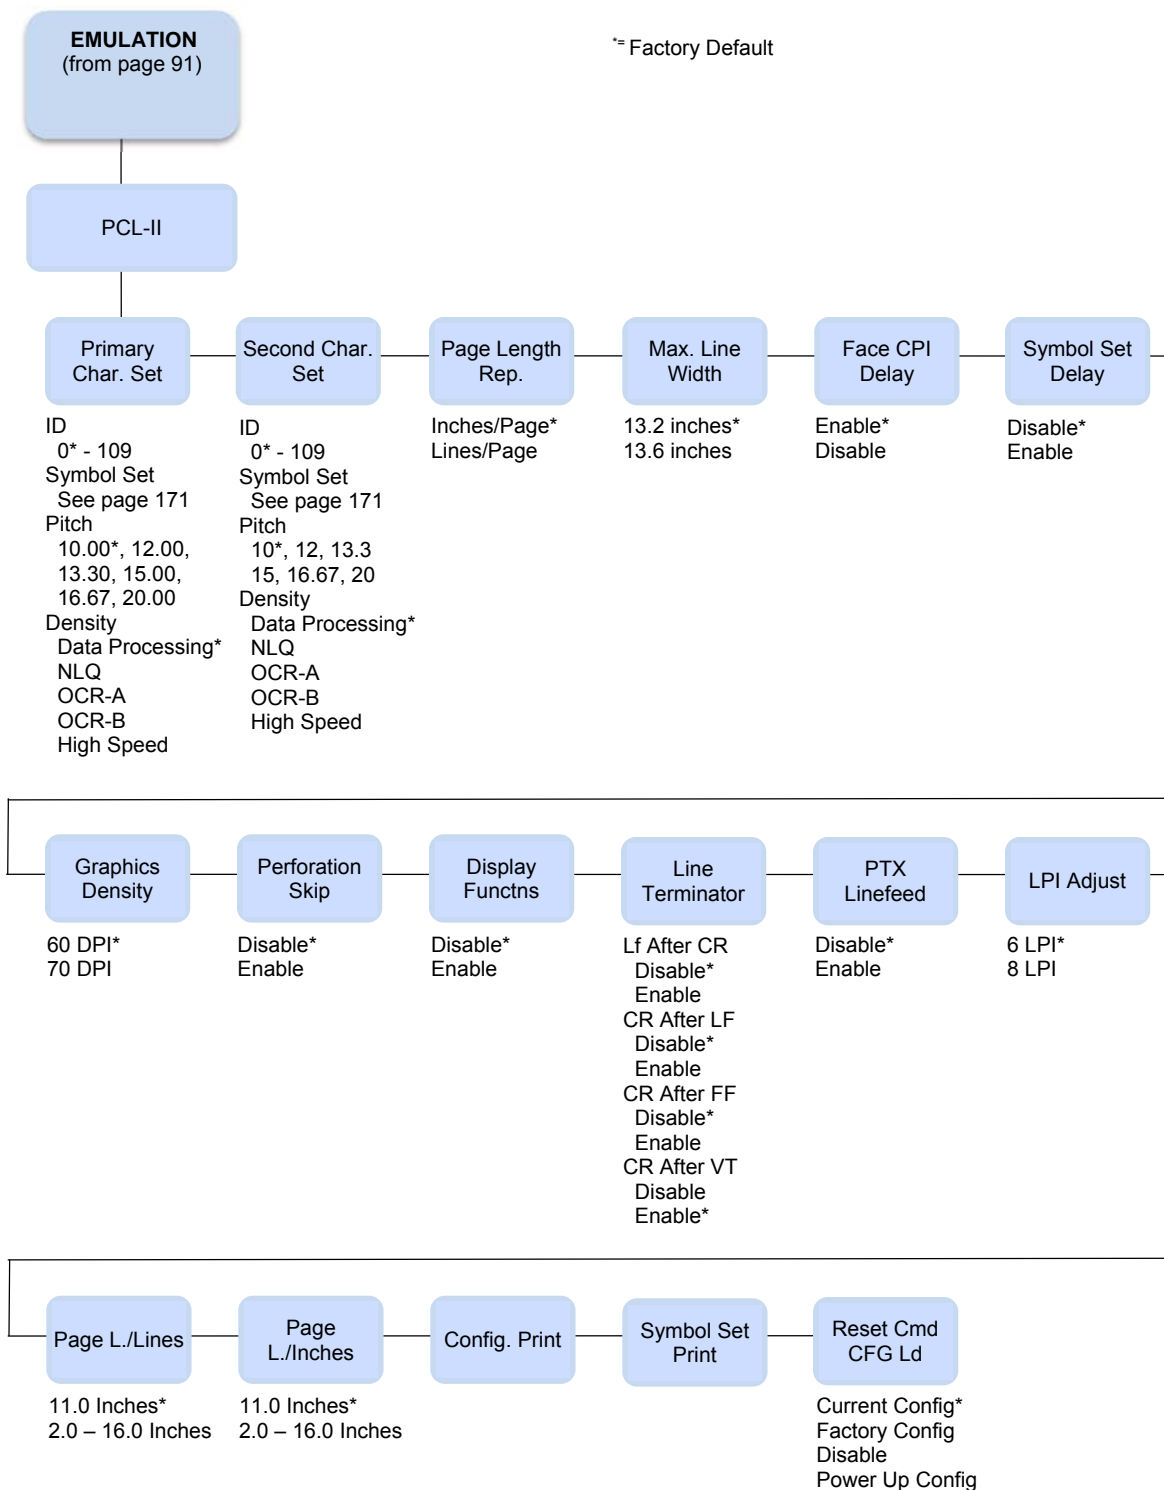 EMULATION
(from page 91)
*= Factory Default
PCL-II
Primary
Char. Set
ID
0* - 109
Symbol Set
See page 171
Pitch
10.00*, 12.00,
13.30, 15.00,
16.67, 20.00
Density
Data Processing*
NLQ
OCR-A
OCR-B
High Speed
Second Char.
Set
ID
0* - 109
Symbol Set
See page 171
Pitch
10*, 12, 13.3
15, 16.67, 20
Density
Data Processing*
NLQ
OCR-A
OCR-B
High Speed
Page Length
Rep.
Inches/Page*
Lines/Page
Max. Line
Width
13.2 inches*
13.6 inches
Face CPI
Delay
Enable*
Disable
Symbol Set
Delay
Disable*
Enable
Graphics
Density
60 DPI*
70 DPI
Perforation
Skip
Disable*
Enable
Display
Functns
Disable*
Enable
Line
Terminator
Lf After CR
Disable*
Enable
CR After LF
Disable*
Enable
CR After FF
Disable*
Enable
CR After VT
Disable
Enable*
PTX
Linefeed
Disable*
Enable
LPI Adjust
6 LPI*
8 LPI
Page L./Lines
11.0 Inches*
2.0 – 16.0 Inches
Page
L./Inches
11.0 Inches*
2.0 – 16.0 Inches
Config. Print
Symbol Set
Print
Reset Cmd
CFG Ld
Current Config*
Factory Config
Disable
Power Up Config